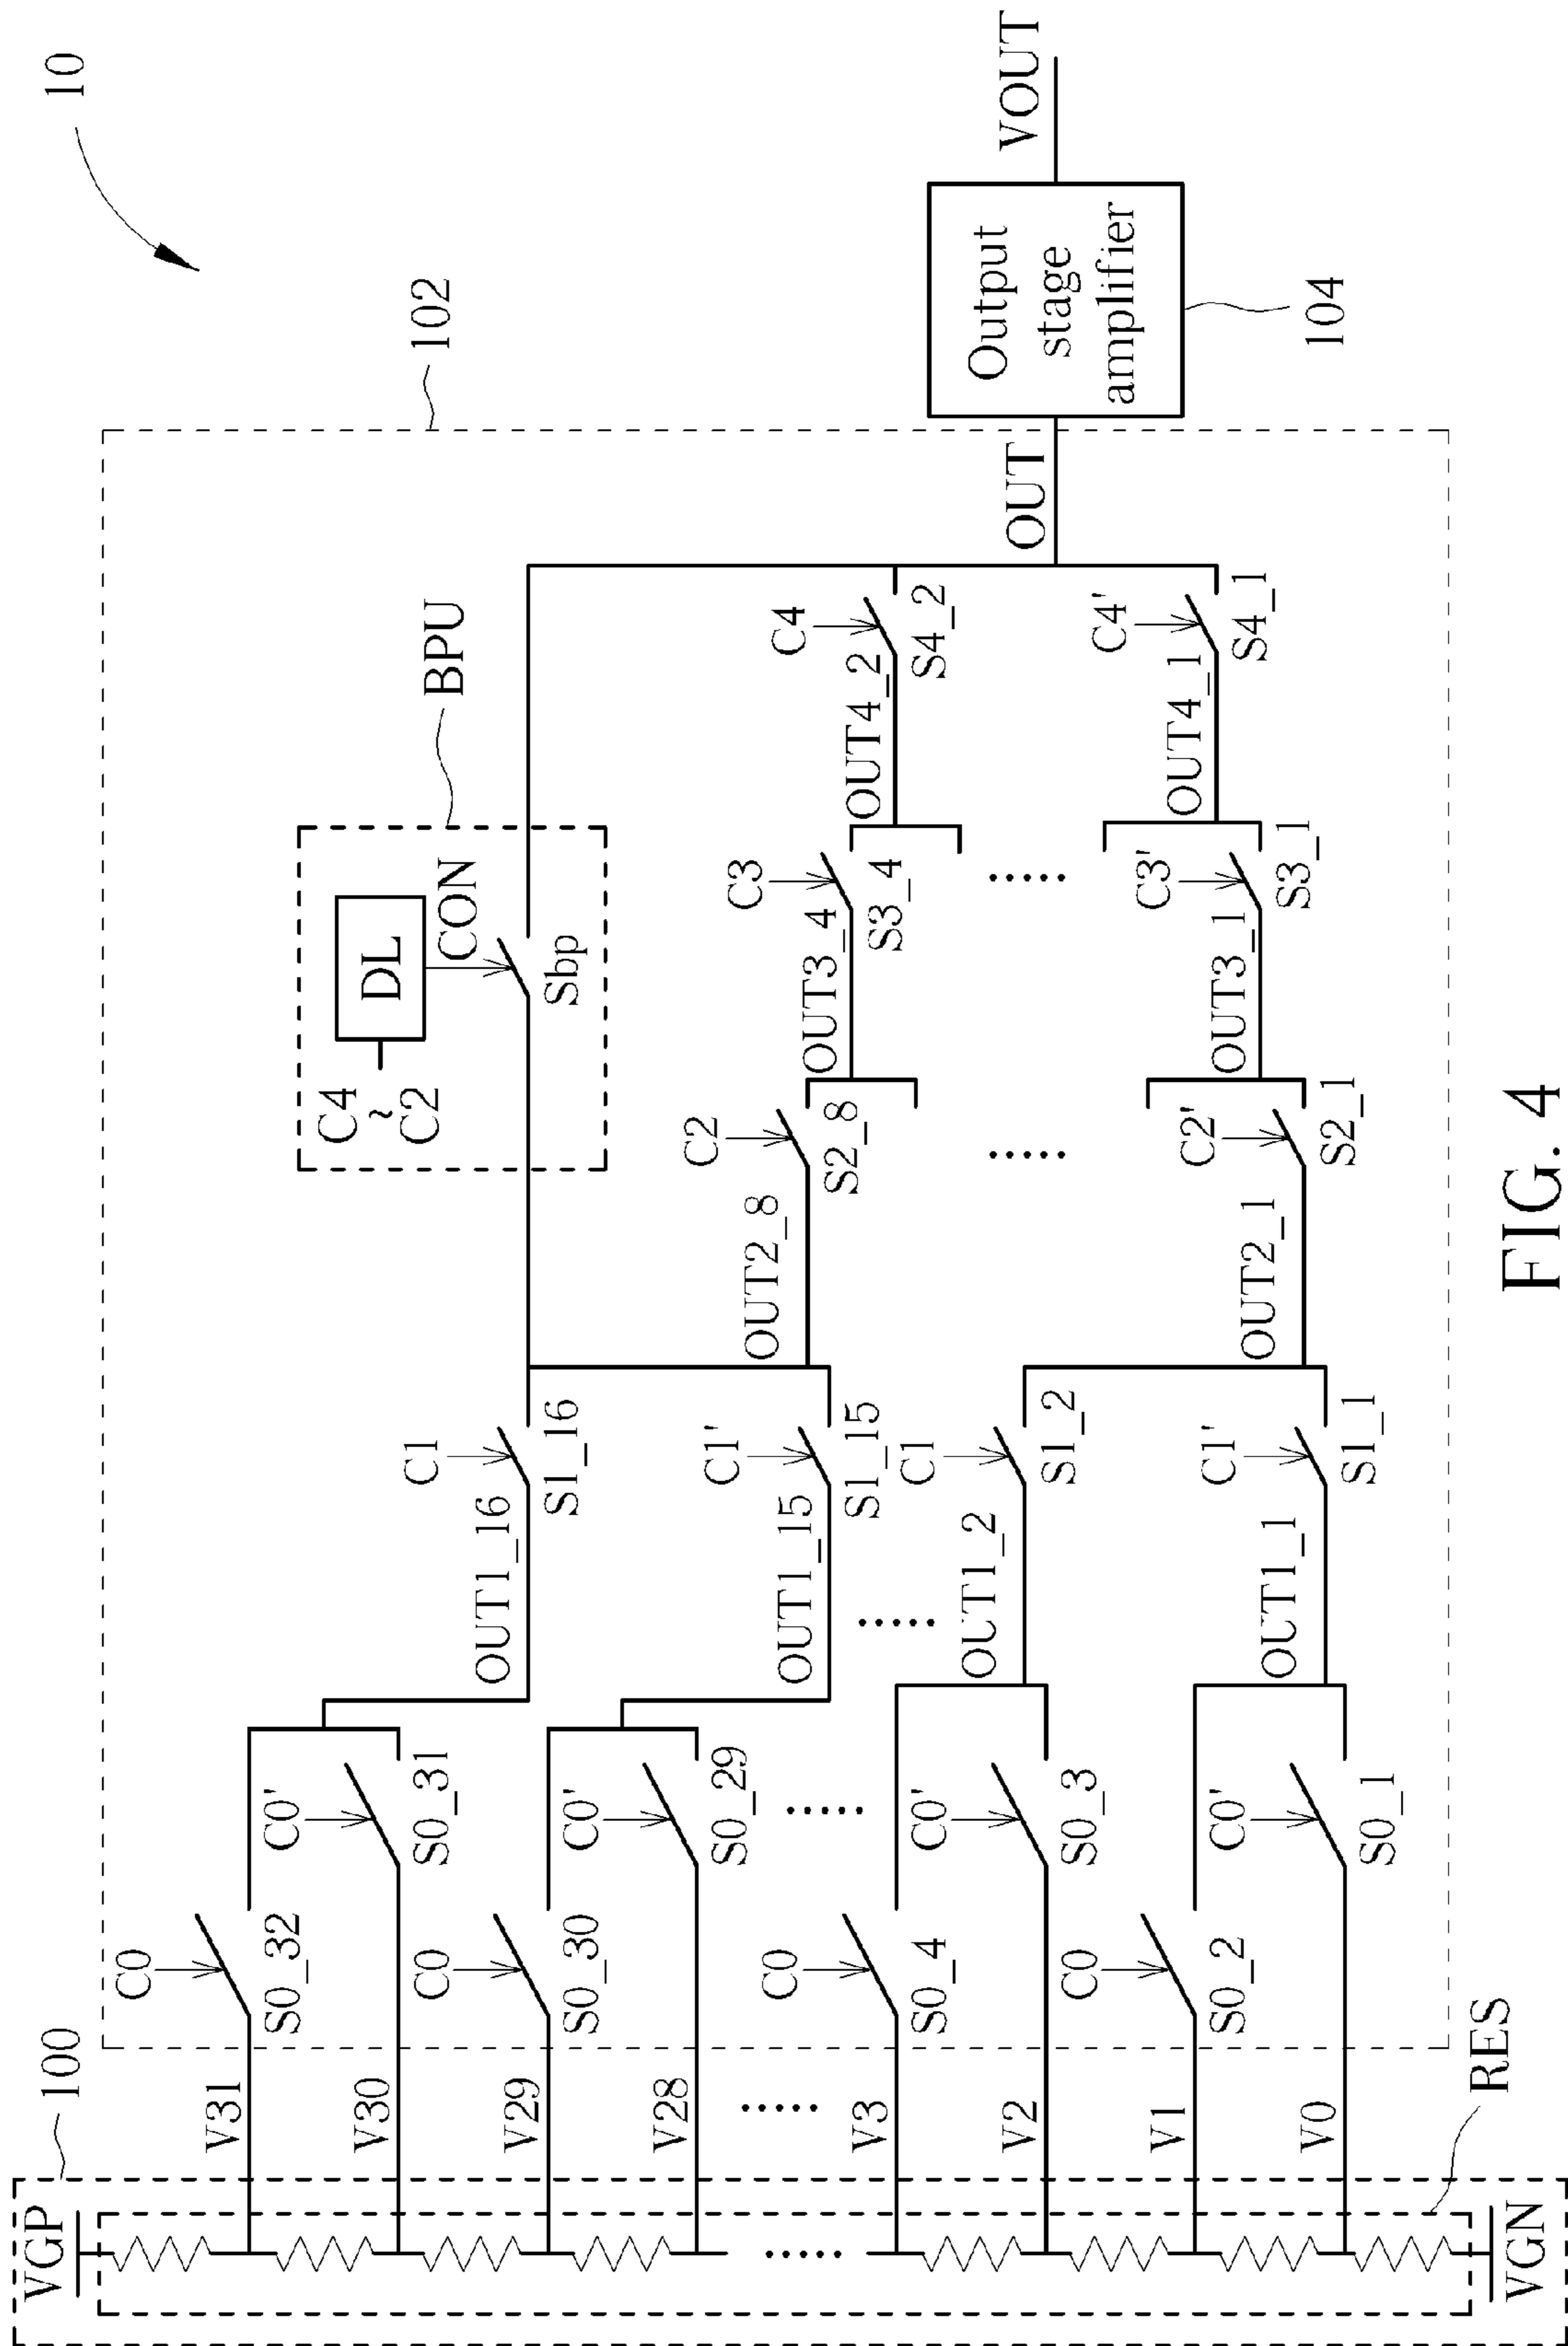 10
102
100
VGP
RES
VGN
V31
V30
V29
V28
V3
V2
V1
V0
C0
S0_32
C0'
S0_31
C0
S0_30
C0'
S0_29
C0
S0_4
C0'
S0_3
C0
S0_2
C0'
S0_1
OUT1_16
OUT1_15
OUT1_2
OUT1_1
C1
S1_16
C1'
S1_15
C1
S1_2
C1'
S1_1
OUT2_8
OUT2_1
C2
S2_8
C2'
S2_1
BPU
C4
~
C2
DL
CON
Sbp
OUT3_4
OUT3_1
C3
S3_4
C3'
S3_1
OUT4_2
OUT4_1
C4
S4_2
C4'
S4_1
OUT
Output
stage
amplifier
104
VOUT
FIG. 4